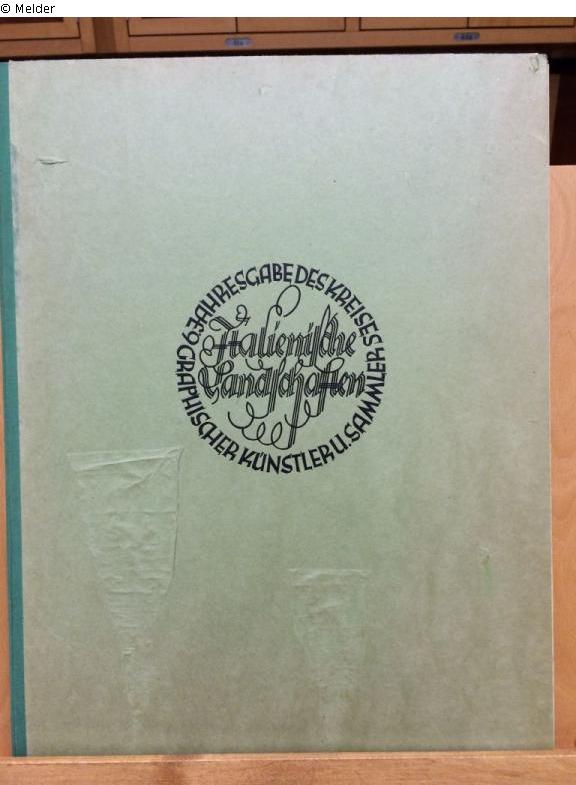 © Melder
9. JAHRESGABE DES KREISES GRAPHISCHER KÜNSTLER U. SAMMLER
Italienische
Landschaften